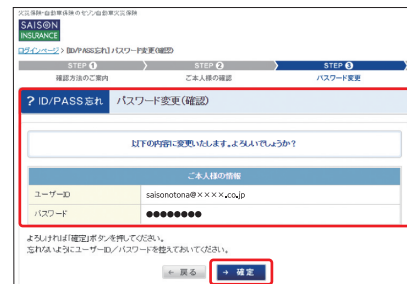 火災保険・自動車保険のセゾン自動車火災保険
SAISON
INSURANCE
ログインページ > [ID/PASS忘れ] パスワード変更(確認)
STEP ❶ STEP ❷ STEP ❸
確認方法のご案内 ご本人様の確認 パスワード変更
? ID/PASS忘れ パスワード変更(確認)
以下の内容に変更いたします。よろしいでしょうか?
ご本人様の情報
ユーザーID saisonotona@××××.co.jp
パスワード ●●●●●●●●
よろしければ「確定」ボタンを押してください。
忘れないようにユーザーID/パスワードを控えておいてください。
← 戻る → 確定